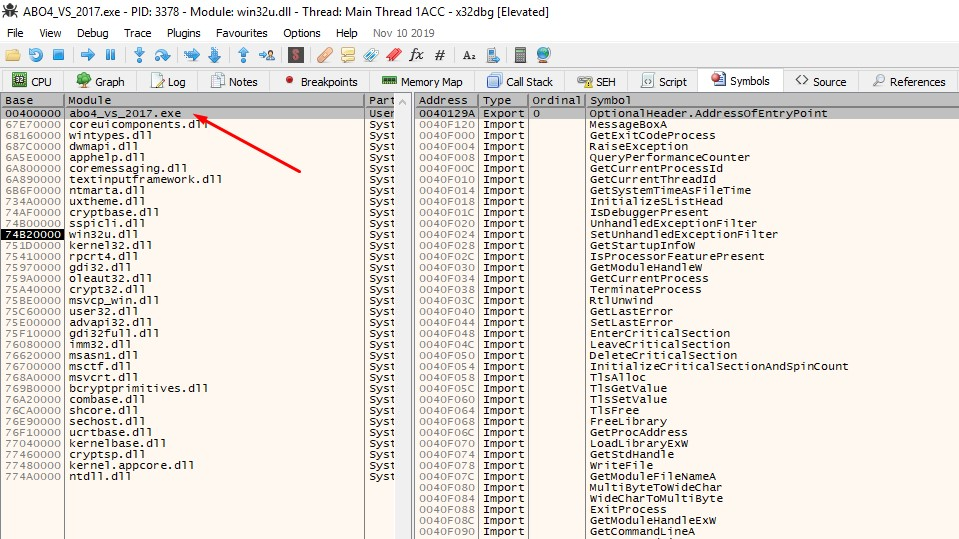 ABO4_VS_2017.exe - PID: 3378 - Module: win32u.dll - Thread: Main Thread 1ACC - x32dbg [Elevated]
File View Debug Trace Plugins Favourites Options Help Nov 10 2019
CPU Graph Log Notes Breakpoints Memory Map Call Stack SEH Script Symbols Source References
Base Module Part Address Type Ordinal Symbol
00400000 abo4_vs_2017.exe User 0040129A Export 0 OptionalHeader.AddressOfEntryPoint
67E70000 coreuicomponents.dll Syst 0040F120 Import MessageBoxA
68160000 wintypes.dll Syst 0040F000 Import GetExitCodeProcess
687C0000 dwmapi.dll Syst 0040F004 Import RaiseException
6A5E0000 apphelp.dll Syst 0040F008 Import QueryPerformanceCounter
6A800000 coremessaging.dll Syst 0040F00C Import GetCurrentProcessId
6A890000 textinputframework.dll Syst 0040F010 Import GetCurrentThreadId
6B6F0000 ntmarta.dll Syst 0040F014 Import GetSystemTimeAsFileTime
734A0000 uxtheme.dll Syst 0040F018 Import InitializeSListHead
74AF0000 cryptbase.dll Syst 0040F01C Import IsDebuggerPresent
74B00000 sspicli.dll Syst 0040F020 Import UnhandledExceptionFilter
74B20000 win32u.dll Syst 0040F024 Import SetUnhandledExceptionFilter
751D0000 kernel32.dll Syst 0040F028 Import GetStartupInfoW
75410000 rpcrt4.dll Syst 0040F02C Import IsProcessorFeaturePresent
75970000 gdi32.dll Syst 0040F030 Import GetModuleHandleW
759A0000 oleaut32.dll Syst 0040F034 Import GetCurrentProcess
75A40000 crypt32.dll Syst 0040F038 Import TerminateProcess
75BE0000 msvcp_win.dll Syst 0040F03C Import RtlUnwind
75C60000 user32.dll Syst 0040F040 Import GetLastError
75E00000 advapi32.dll Syst 0040F044 Import SetLastError
75F10000 gdi32full.dll Syst 0040F048 Import EnterCriticalSection
76080000 imm32.dll Syst 0040F04C Import LeaveCriticalSection
76620000 msasn1.dll Syst 0040F050 Import DeleteCriticalSection
76700000 msctf.dll Syst 0040F054 Import InitializeCriticalSectionAndSpinCount
768A0000 msvcrt.dll Syst 0040F058 Import TlsAlloc
769B0000 bcryptprimitives.dll Syst 0040F05C Import TlsGetValue
76A20000 combase.dll Syst 0040F060 Import TlsSetValue
76CA0000 shcore.dll Syst 0040F064 Import TlsFree
76E90000 sechost.dll Syst 0040F068 Import FreeLibrary
76F10000 ucrtbase.dll Syst 0040F06C Import GetProcAddress
77040000 kernelbase.dll Syst 0040F070 Import LoadLibraryExW
77460000 cryptsp.dll Syst 0040F074 Import GetStdHandle
77480000 kernel.appcore.dll Syst 0040F078 Import WriteFile
774A0000 ntdll.dll Syst 0040F07C Import GetModuleFileNameA
0040F080 Import MultiByteToWideChar
0040F084 Import WideCharToMultiByte
0040F088 Import ExitProcess
0040F08C Import GetModuleHandleExW
0040F090 Import GetCommandLineA